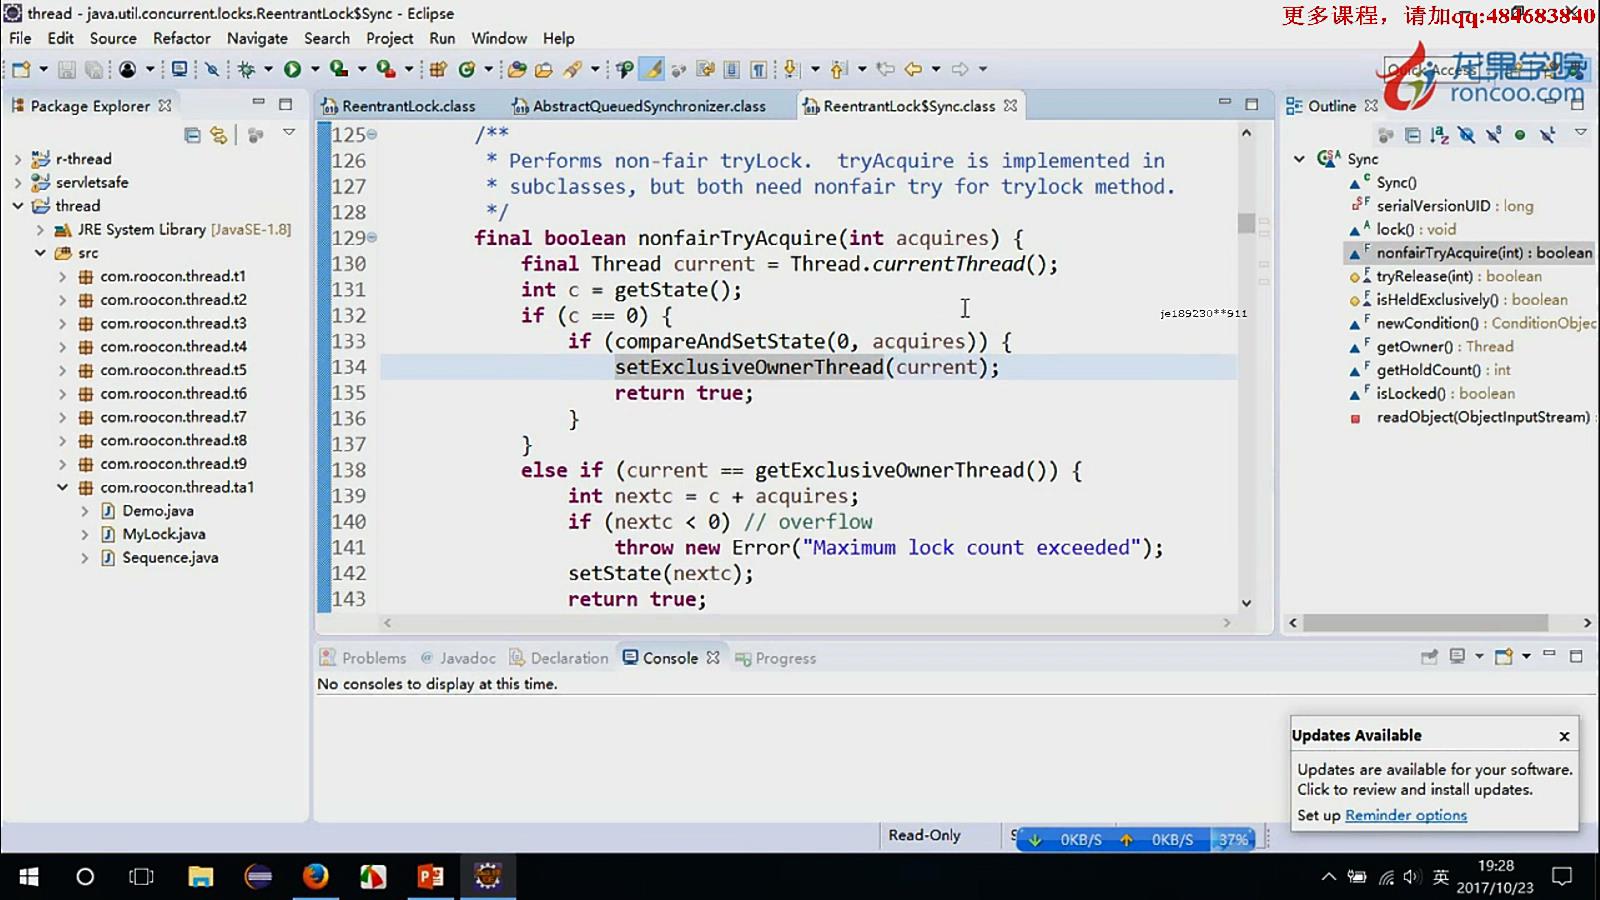 thread - java.util.concurrent.locks.ReentrantLock$Sync - Eclipse
更多课程，请加qq:484683840
File Edit Source Refactor Navigate Search Project Run Window Help
龙果学院
roncoo.com
Package Explorer
r-thread
servletsafe
thread
JRE System Library [JavaSE-1.8]
src
com.roocon.thread.t1
com.roocon.thread.t2
com.roocon.thread.t3
com.roocon.thread.t4
com.roocon.thread.t5
com.roocon.thread.t6
com.roocon.thread.t7
com.roocon.thread.t8
com.roocon.thread.t9
com.roocon.thread.ta1
Demo.java
MyLock.java
Sequence.java
ReentrantLock.class AbstractQueuedSynchronizer.class ReentrantLock$Sync.class
125 /**
126 * Performs non-fair tryLock.  tryAcquire is implemented in
127 * subclasses, but both need nonfair try for trylock method.
128 */
129 final boolean nonfairTryAcquire(int acquires) {
130 final Thread current = Thread.currentThread();
131 int c = getState();
132 if (c == 0) {
133 if (compareAndSetState(0, acquires)) {
134 setExclusiveOwnerThread(current);
135 return true;
136 }
137 }
138 else if (current == getExclusiveOwnerThread()) {
139 int nextc = c + acquires;
140 if (nextc < 0) // overflow
141 throw new Error("Maximum lock count exceeded");
142 setState(nextc);
143 return true;
je189230**911
Outline
Sync
Sync()
serialVersionUID : long
lock() : void
nonfairTryAcquire(int) : boolean
tryRelease(int) : boolean
isHeldExclusively() : boolean
newCondition() : ConditionObjec
getOwner() : Thread
getHoldCount() : int
isLocked() : boolean
readObject(ObjectInputStream) :
Problems @ Javadoc Declaration Console Progress
No consoles to display at this time.
Updates Available
Updates are available for your software.
Click to review and install updates.
Set up Reminder options
Read-Only
0KB/S 0KB/S 37%
英
19:28
2017/10/23